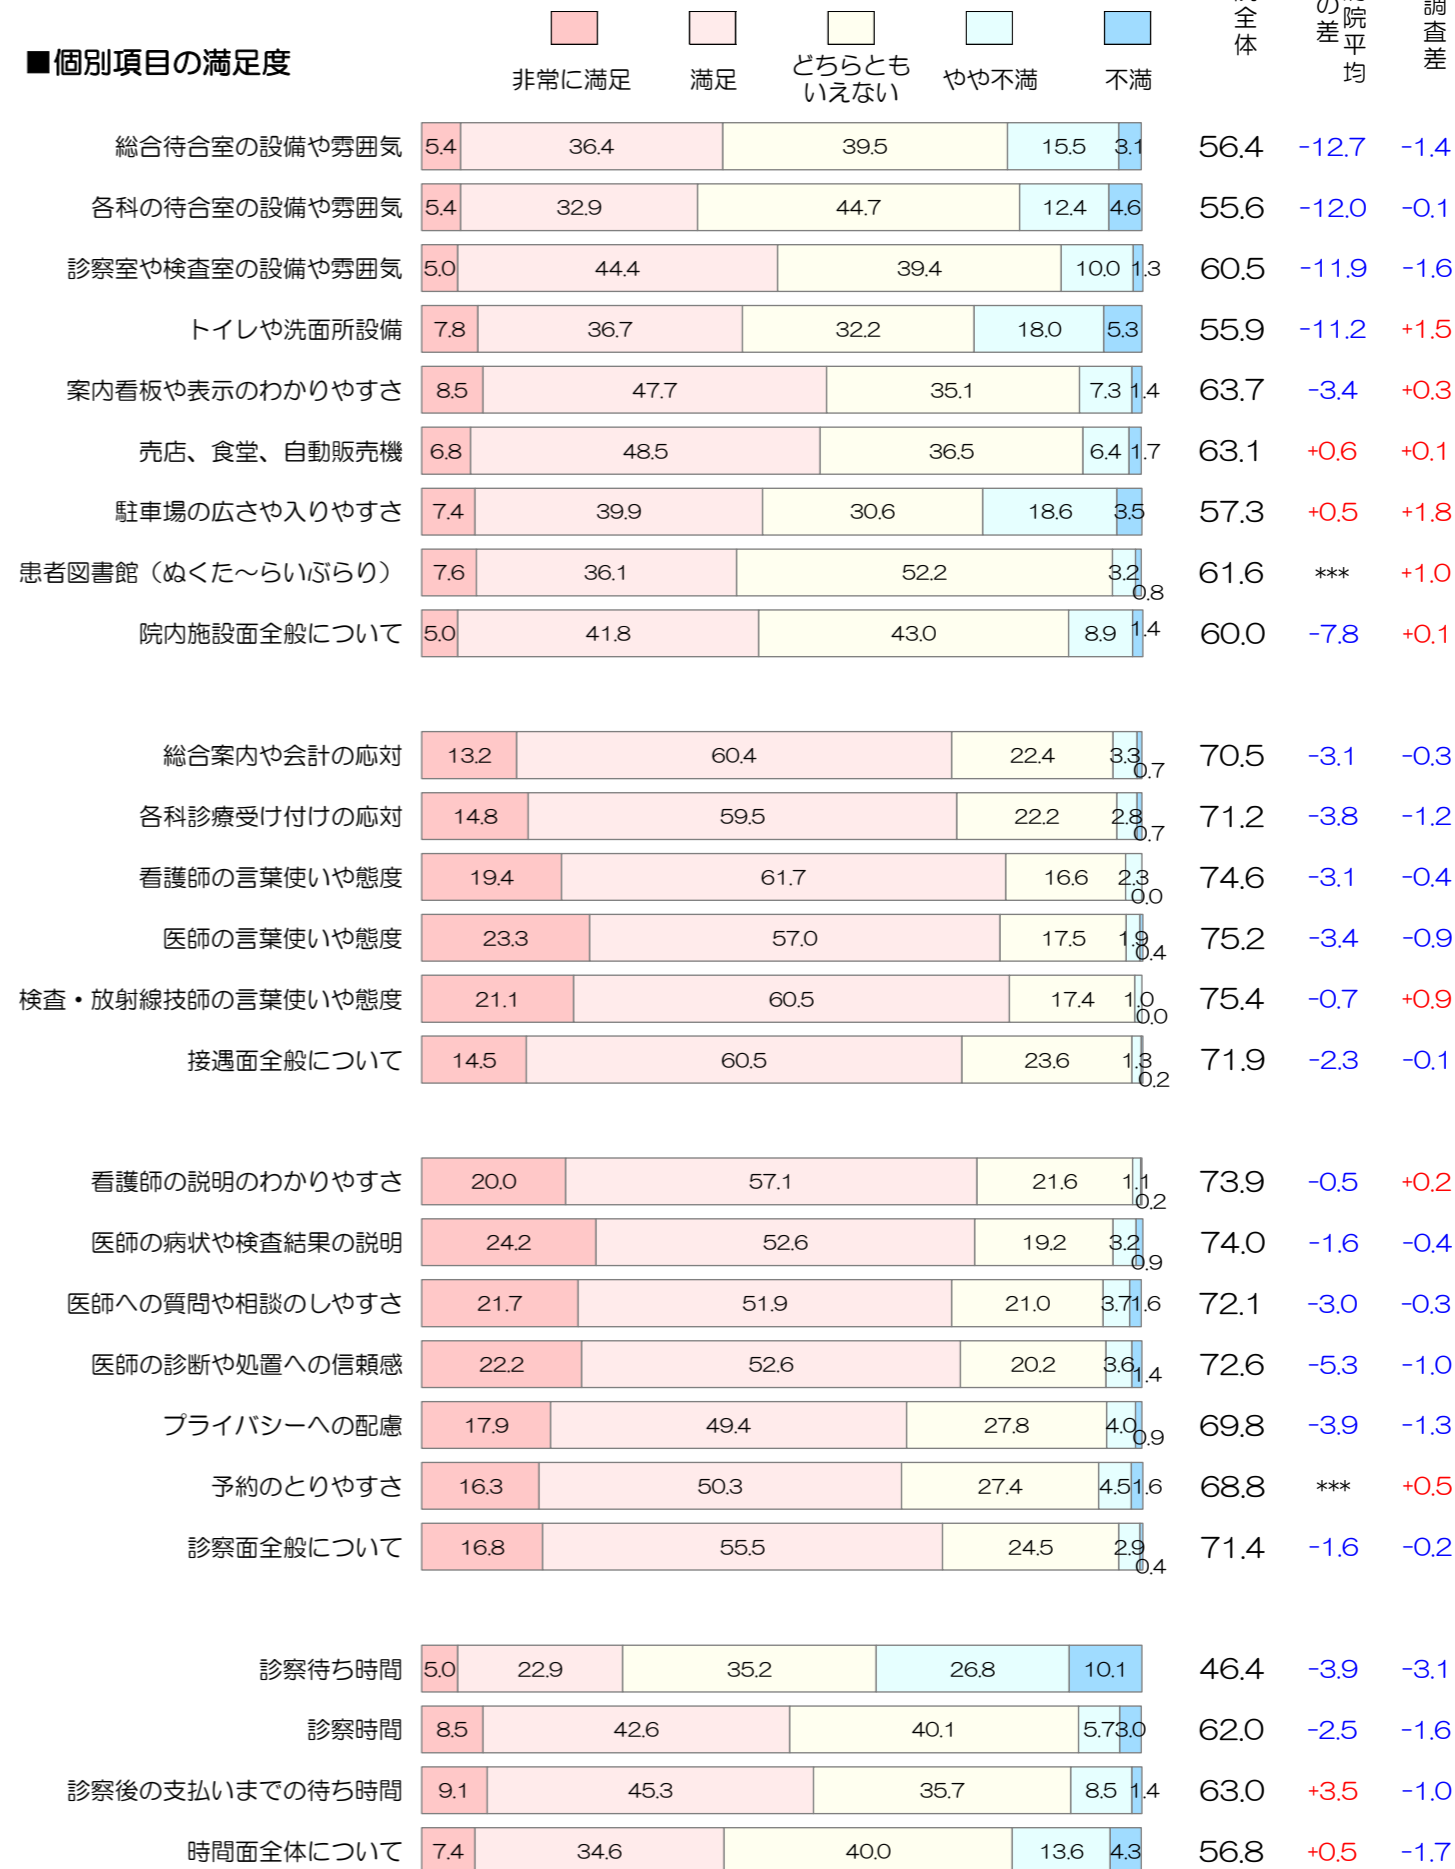 ■個別項目の満足度
非常に満足 満足 どちらとも やや不満 不満
いえない
全体
の差
院平均
調査差
総合待合室の設備や雰囲気 5.4 36.4 39.5 15.5 3.1 56.4 -12.7 -1.4
各科の待合室の設備や雰囲気 5.4 32.9 44.7 12.4 4.6 55.6 -12.0 -0.1
診察室や検査室の設備や雰囲気 5.0 44.4 39.4 10.0 1.3 60.5 -11.9 -1.6
トイレや洗面所設備 7.8 36.7 32.2 18.0 5.3 55.9 -11.2 +1.5
案内看板や表示のわかりやすさ 8.5 47.7 35.1 7.3 1.4 63.7 -3.4 +0.3
売店、食堂、自動販売機 6.8 48.5 36.5 6.4 1.7 63.1 +0.6 +0.1
駐車場の広さや入りやすさ 7.4 39.9 30.6 18.6 3.5 57.3 +0.5 +1.8
患者図書館（ぬくた～らいぶらり） 7.6 36.1 52.2 3.2 0.8 61.6 *** +1.0
院内施設面全般について 5.0 41.8 43.0 8.9 1.4 60.0 -7.8 +0.1
総合案内や会計の応対 13.2 60.4 22.4 3.3 0.7 70.5 -3.1 -0.3
各科診療受け付けの応対 14.8 59.5 22.2 2.8 0.7 71.2 -3.8 -1.2
看護師の言葉使いや態度 19.4 61.7 16.6 2.3 0.0 74.6 -3.1 -0.4
医師の言葉使いや態度 23.3 57.0 17.5 1.9 0.4 75.2 -3.4 -0.9
検査・放射線技師の言葉使いや態度 21.1 60.5 17.4 1.0 0.0 75.4 -0.7 +0.9
接遇面全般について 14.5 60.5 23.6 1.3 0.2 71.9 -2.3 -0.1
看護師の説明のわかりやすさ 20.0 57.1 21.6 1.1 0.2 73.9 -0.5 +0.2
医師の病状や検査結果の説明 24.2 52.6 19.2 3.2 0.9 74.0 -1.6 -0.4
医師への質問や相談のしやすさ 21.7 51.9 21.0 3.7 1.6 72.1 -3.0 -0.3
医師の診断や処置への信頼感 22.2 52.6 20.2 3.6 1.4 72.6 -5.3 -1.0
プライバシーへの配慮 17.9 49.4 27.8 4.0 0.9 69.8 -3.9 -1.3
予約のとりやすさ 16.3 50.3 27.4 4.5 1.6 68.8 *** +0.5
診察面全般について 16.8 55.5 24.5 2.9 0.4 71.4 -1.6 -0.2
診察待ち時間 5.0 22.9 35.2 26.8 10.1 46.4 -3.9 -3.1
診察時間 8.5 42.6 40.1 5.7 3.0 62.0 -2.5 -1.6
診察後の支払いまでの待ち時間 9.1 45.3 35.7 8.5 1.4 63.0 +3.5 -1.0
時間面全体について 7.4 34.6 40.0 13.6 4.3 56.8 +0.5 -1.7